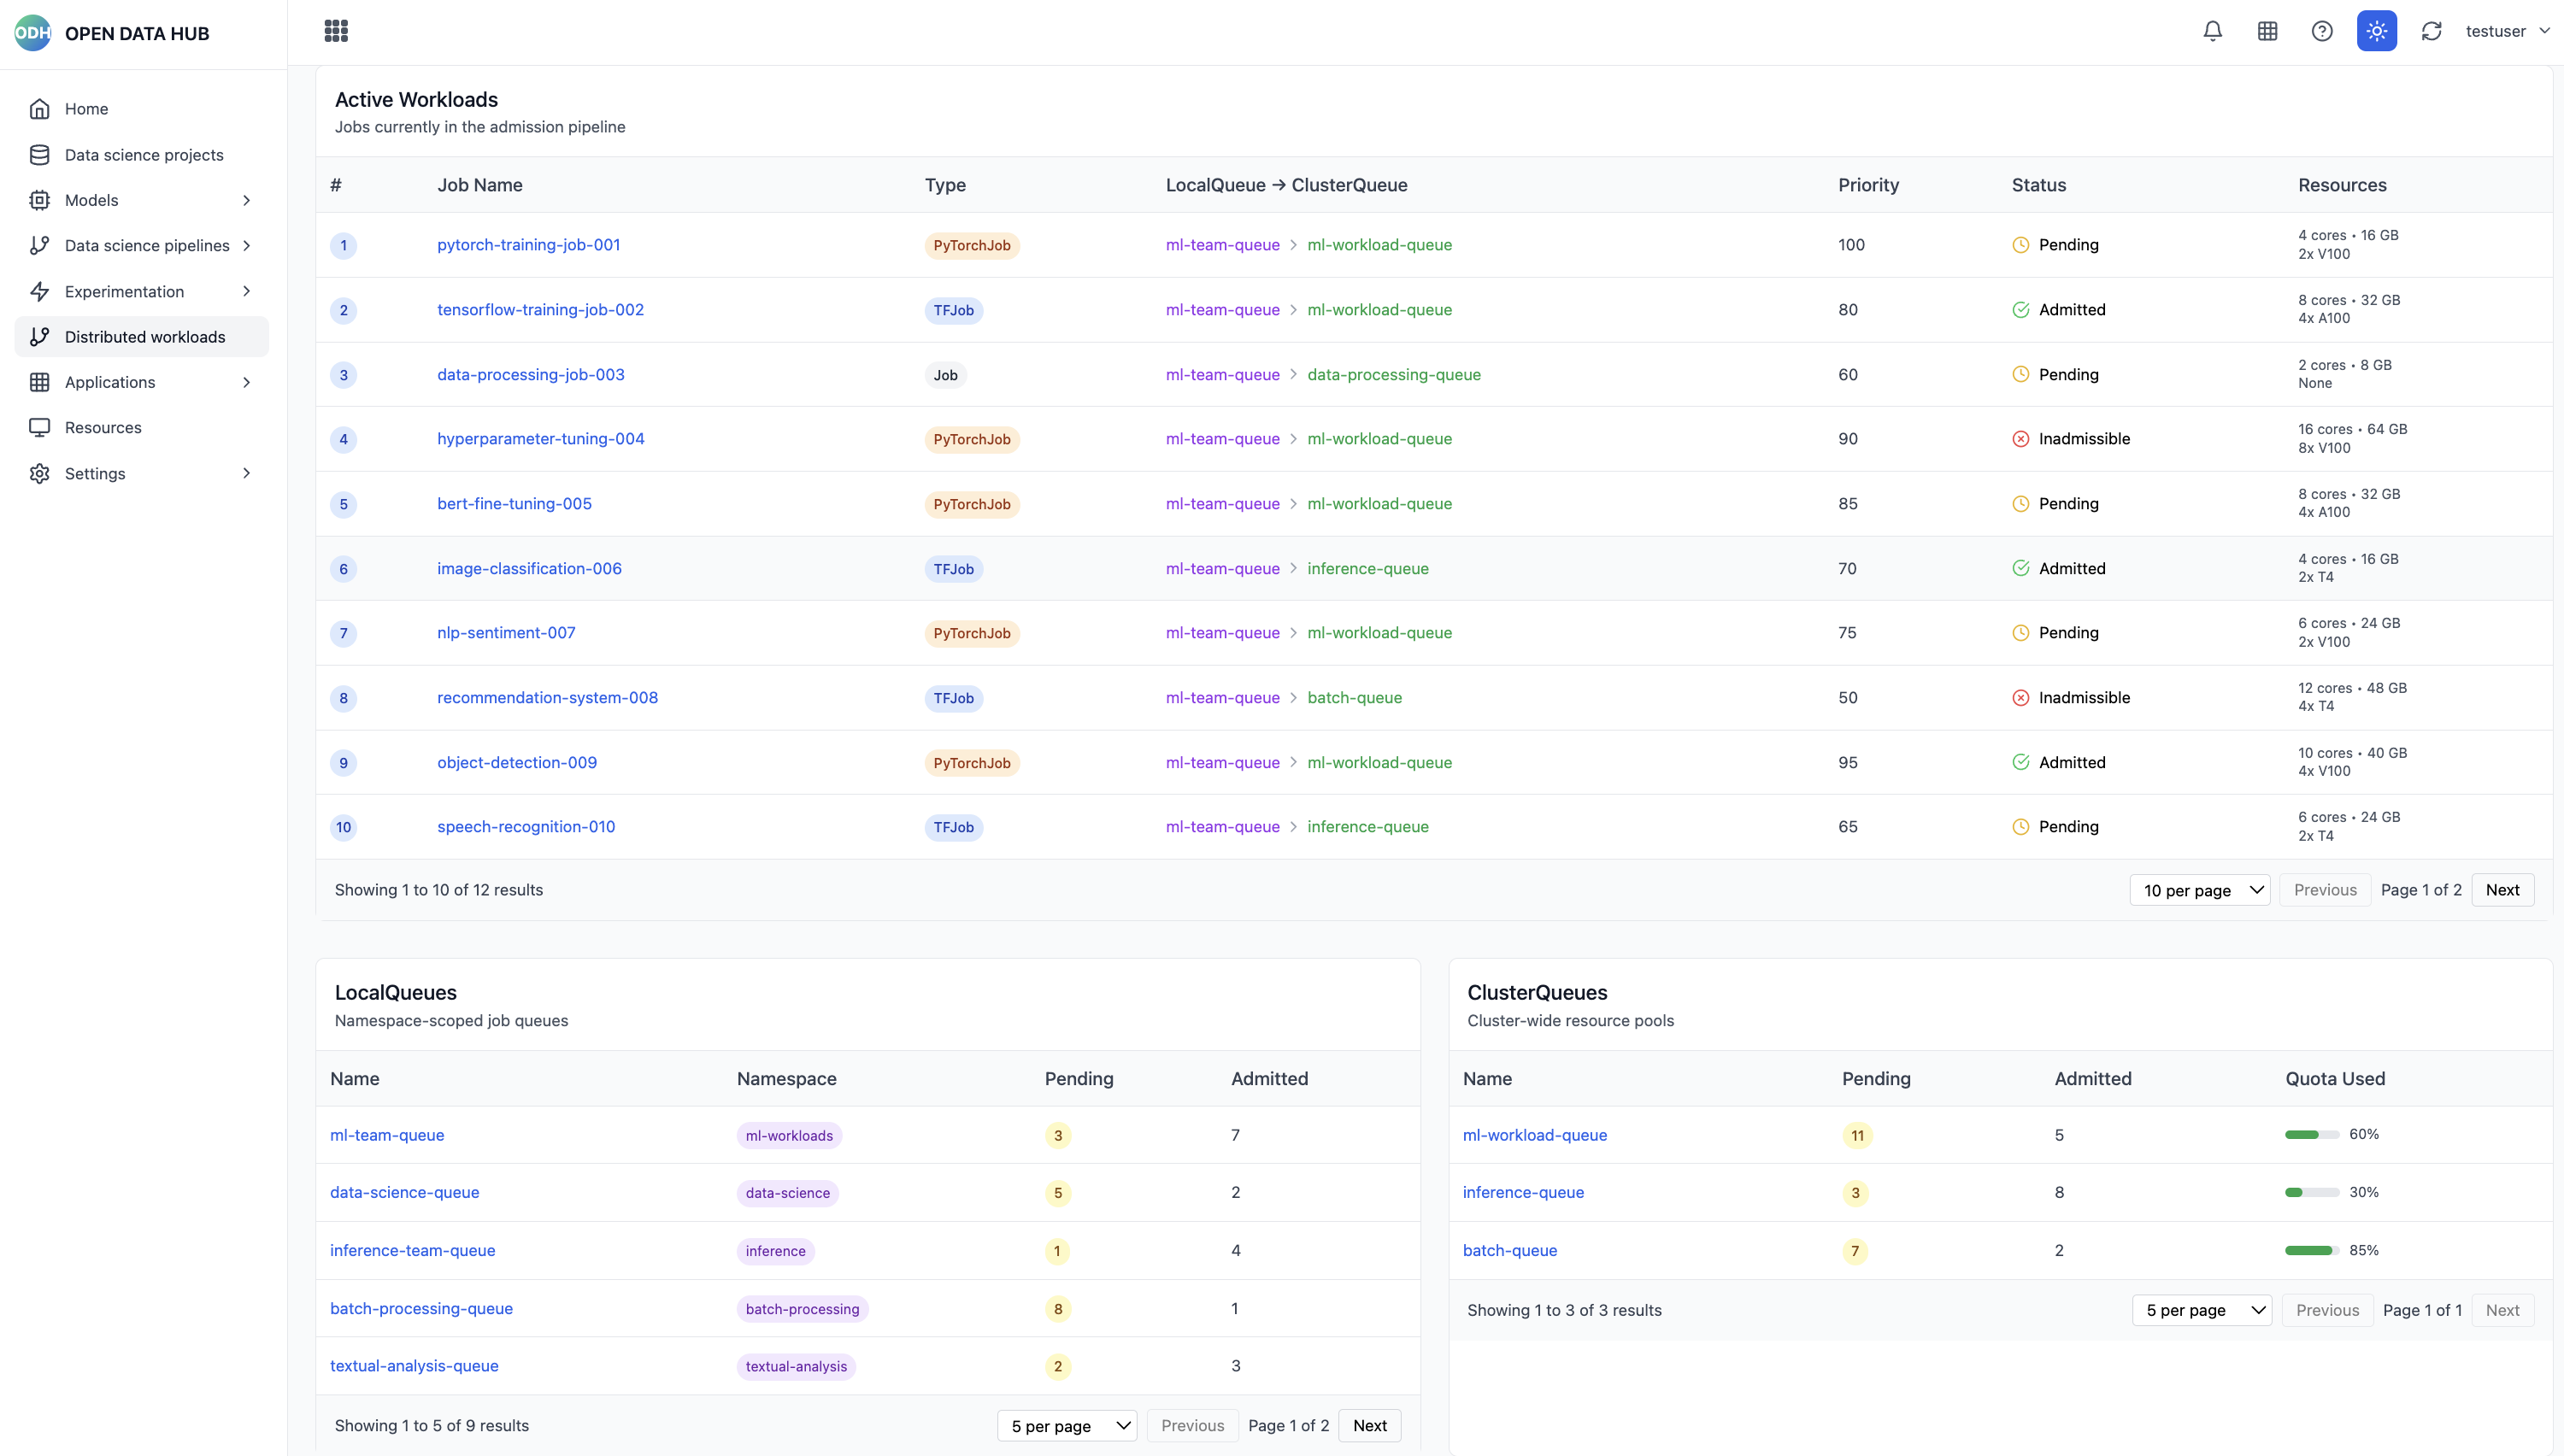 ODH OPEN DATA HUB
testuser
Home
Data science projects
Models
Data science pipelines
Experimentation
Distributed workloads
Applications
Resources
Settings
Active Workloads
Jobs currently in the admission pipeline
# Job Name Type LocalQueue → ClusterQueue Priority Status Resources
1 pytorch-training-job-001 PyTorchJob ml-team-queue > ml-workload-queue 100 Pending 4 cores • 16 GB
2x V100
2 tensorflow-training-job-002 TFJob ml-team-queue > ml-workload-queue 80 Admitted 8 cores • 32 GB
4x A100
3 data-processing-job-003 Job ml-team-queue > data-processing-queue 60 Pending 2 cores • 8 GB
None
4 hyperparameter-tuning-004 PyTorchJob ml-team-queue > ml-workload-queue 90 Inadmissible 16 cores • 64 GB
8x V100
5 bert-fine-tuning-005 PyTorchJob ml-team-queue > ml-workload-queue 85 Pending 8 cores • 32 GB
4x A100
6 image-classification-006 TFJob ml-team-queue > inference-queue 70 Admitted 4 cores • 16 GB
2x T4
7 nlp-sentiment-007 PyTorchJob ml-team-queue > ml-workload-queue 75 Pending 6 cores • 24 GB
2x V100
8 recommendation-system-008 TFJob ml-team-queue > batch-queue 50 Inadmissible 12 cores • 48 GB
4x T4
9 object-detection-009 PyTorchJob ml-team-queue > ml-workload-queue 95 Admitted 10 cores • 40 GB
4x V100
10 speech-recognition-010 TFJob ml-team-queue > inference-queue 65 Pending 6 cores • 24 GB
2x T4
Showing 1 to 10 of 12 results 10 per page Previous Page 1 of 2 Next
LocalQueues
Namespace-scoped job queues
Name Namespace Pending Admitted
ml-team-queue ml-workloads 3 7
data-science-queue data-science 5 2
inference-team-queue inference 1 4
batch-processing-queue batch-processing 8 1
textual-analysis-queue textual-analysis 2 3
Showing 1 to 5 of 9 results 5 per page Previous Page 1 of 2 Next
ClusterQueues
Cluster-wide resource pools
Name Pending Admitted Quota Used
ml-workload-queue 11 5 60%
inference-queue 3 8 30%
batch-queue 7 2 85%
Showing 1 to 3 of 3 results 5 per page Previous Page 1 of 1 Next